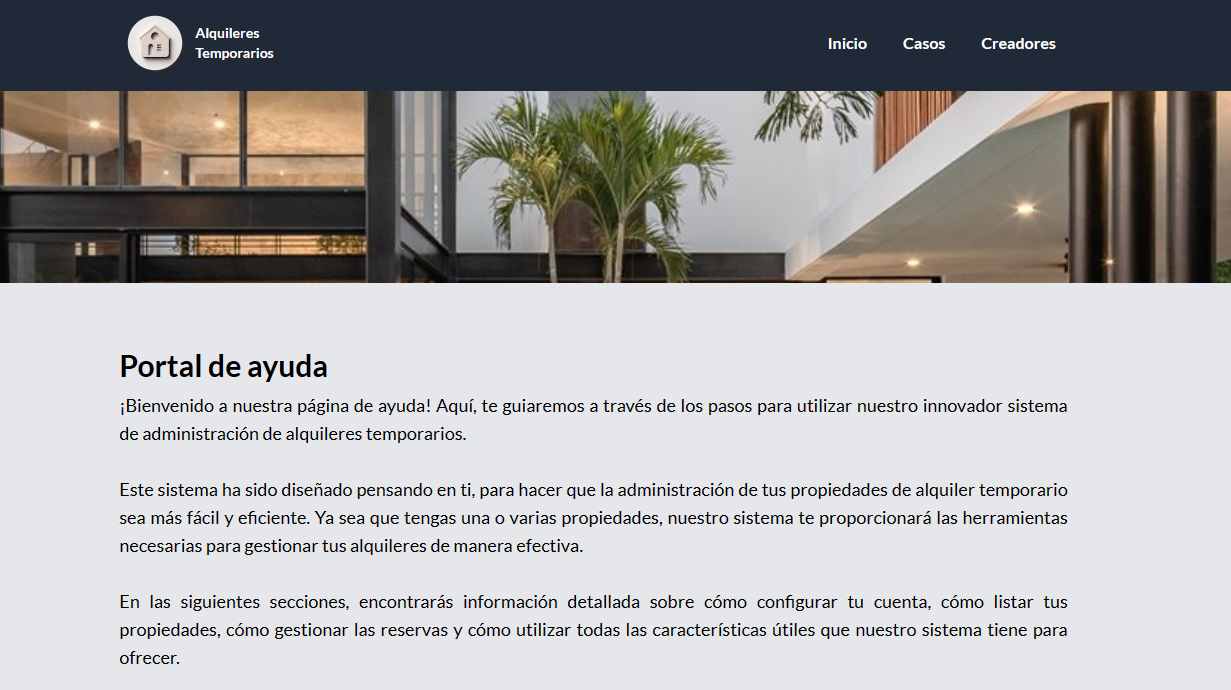 Alquileres
Temporarios
Inicio Casos Creadores
Portal de ayuda
¡Bienvenido a nuestra página de ayuda! Aquí, te guiaremos a través de los pasos para utilizar nuestro innovador sistema
de administración de alquileres temporarios.
Este sistema ha sido diseñado pensando en ti, para hacer que la administración de tus propiedades de alquiler temporario
sea más fácil y eficiente. Ya sea que tengas una o varias propiedades, nuestro sistema te proporcionará las herramientas
necesarias para gestionar tus alquileres de manera efectiva.
En las siguientes secciones, encontrarás información detallada sobre cómo configurar tu cuenta, cómo listar tus
propiedades, cómo gestionar las reservas y cómo utilizar todas las características útiles que nuestro sistema tiene para
ofrecer.